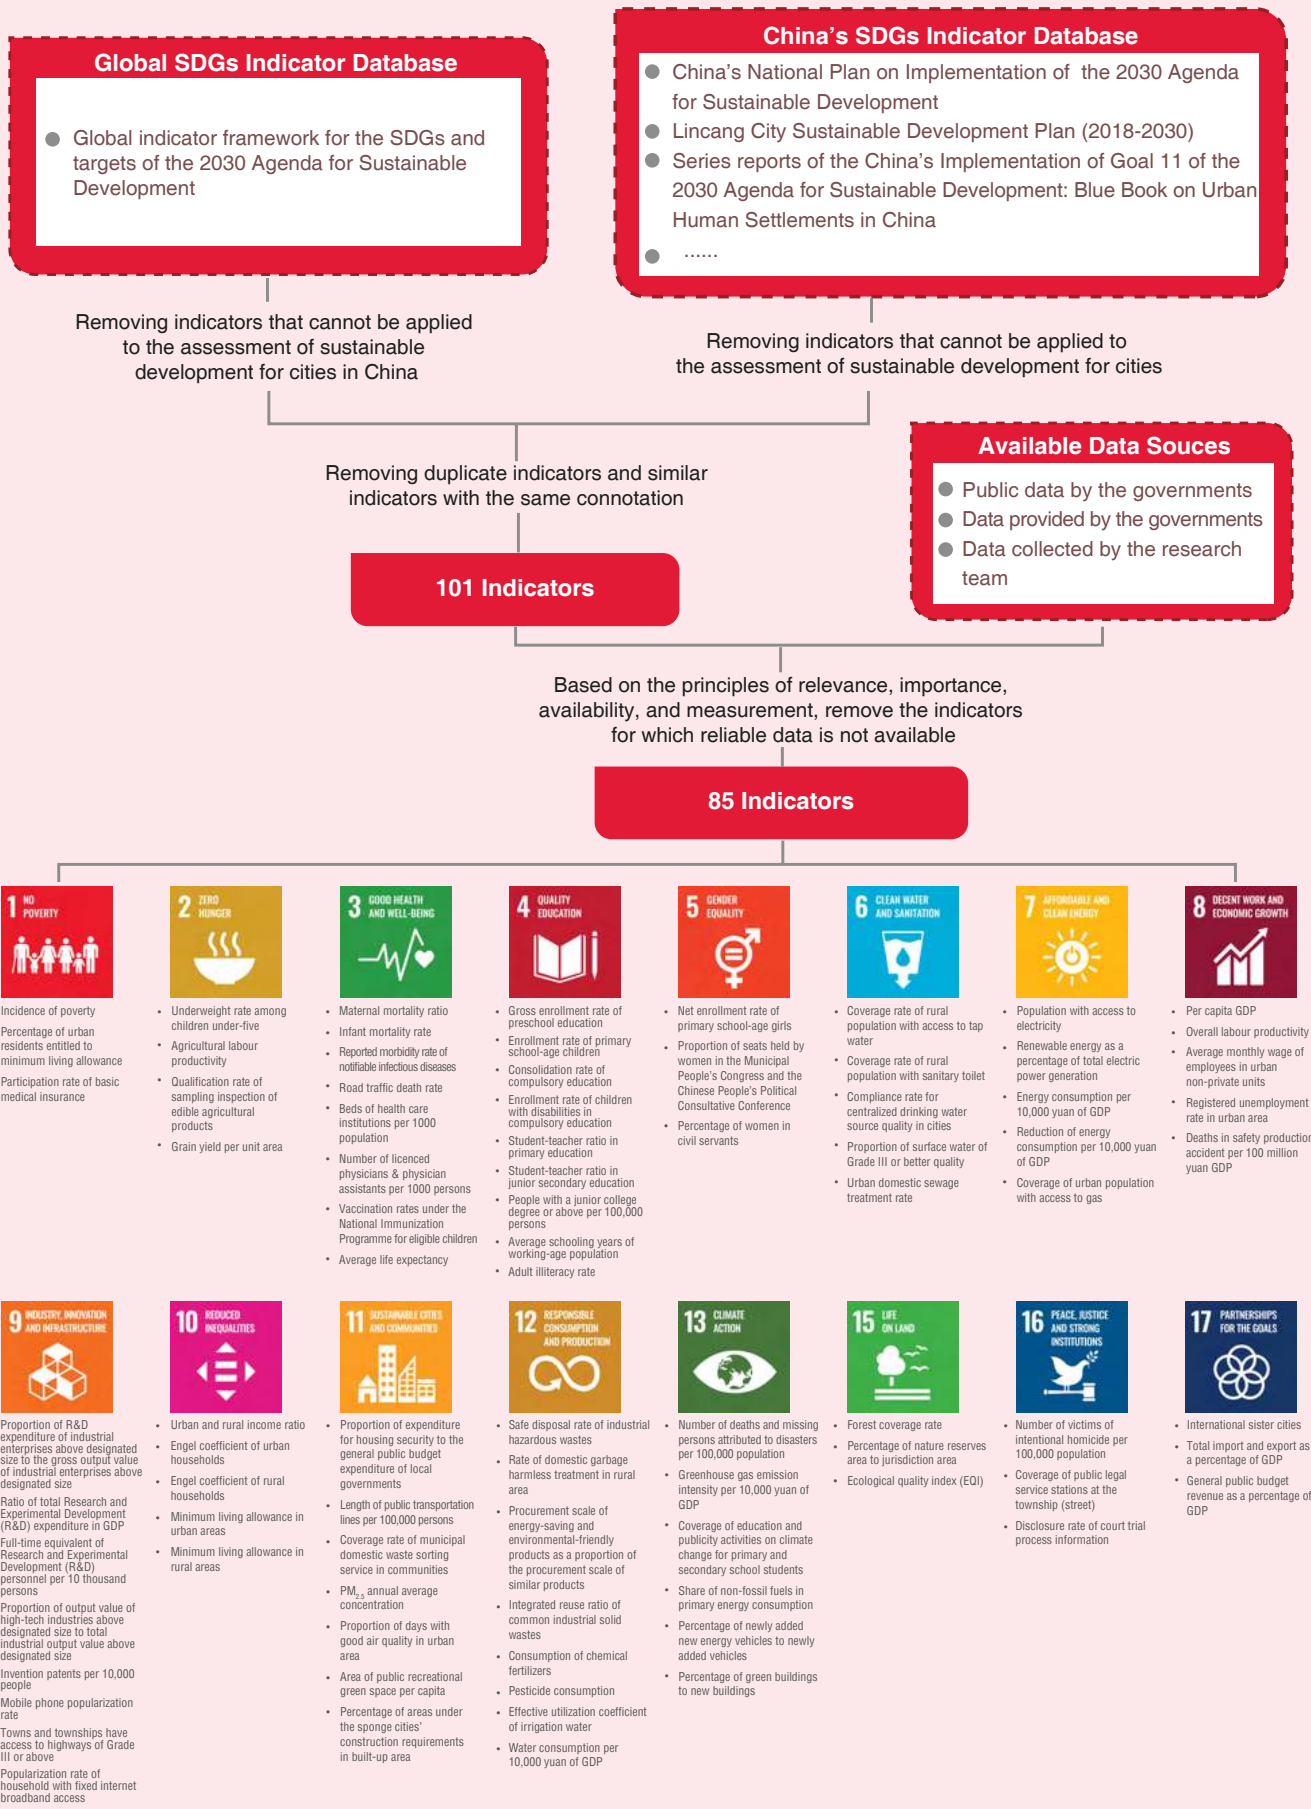 Global SDGs Indicator Database
Global indicator framework for the SDGs and
targets of the 2030 Agenda for Sustainable
Development
China's SDGs Indicator Database
China's National Plan on Implementation of the 2030 Agenda
for Sustainable Development
Lincang City Sustainable Development Plan (2018-2030)
Series reports of the China's Implementation of Goal 11 of the
2030 Agenda for Sustainable Development: Blue Book on Urban
Human Settlements in China
......
Removing indicators that cannot be applied
to the assessment of sustainable
development for cities in China
Removing indicators that cannot be applied to
the assessment of sustainable development for cities
Removing duplicate indicators and similar
indicators with the same connotation
Available Data Souces
Public data by the governments
Data provided by the governments
Data collected by the research
team
101 Indicators
Based on the principles of relevance, importance,
availability, and measurement, remove the indicators
for which reliable data is not available
85 Indicators
1 NO
POVERTY
Incidence of poverty
Percentage of urban
residents entitled to
minimum living allowance
Participation rate of basic
medical insurance
2 ZERO
HUNGER
• Underweight rate among
children under-five
• Agricultural labour
productivity
• Qualification rate of
sampling inspection of
edible agricultural
products
• Grain yield per unit area
3 GOOD HEALTH
AND WELL-BEING
• Maternal mortality ratio
• Infant mortality rate
• Reported morbidity rate of
notifiable infectious diseases
• Road traffic death rate
• Beds of health care
institutions per 1000
population
• Number of licenced
physicians & physician
assistants per 1000 persons
• Vaccination rates under the
National Immunization
Programme for eligible children
• Average life expectancy
4 QUALITY
EDUCATION
• Gross enrollment rate of
preschool education
• Enrollment rate of primary
school-age children
• Consolidation rate of
compulsory education
• Enrollment rate of children
with disabilities in
compulsory education
• Student-teacher ratio in
primary education
• Student-teacher ratio in
junior secondary education
• People with a junior college
degree or above per 100,000
persons
• Average schooling years of
working-age population
• Adult illiteracy rate
5 GENDER
EQUALITY
• Net enrollment rate of
primary school-age girls
• Proportion of seats held by
women in the Municipal
People's Congress and the
Chinese People's Political
Consultative Conference
• Percentage of women in
civil servants
6 CLEAN WATER
AND SANITATION
• Coverage rate of rural
population with access to tap
water
• Coverage rate of rural
population with sanitary toilet
• Compliance rate for
centralized drinking water
source quality in cities
• Proportion of surface water of
Grade III or better quality
• Urban domestic sewage
treatment rate
7 AFFORDABLE AND
CLEAN ENERGY
• Population with access to
electricity
• Renewable energy as a
percentage of total electric
power generation
• Energy consumption per
10,000 yuan of GDP
• Reduction of energy
consumption per 10,000 yuan
of GDP
• Coverage of urban population
with access to gas
8 DECENT WORK AND
ECONOMIC GROWTH
• Per capita GDP
• Overall labour productivity
• Average monthly wage of
employees in urban
non-private units
• Registered unemployment
rate in urban area
• Deaths in safety production
accident per 100 million
yuan GDP
9 INDUSTRY, INNOVATION
AND INFRASTRUCTURE
Proportion of R&D
expenditure of industrial
enterprises above designated
size to the gross output value
of industrial enterprises above
designated size
Ratio of total Research and
Experimental Development
(R&D) expenditure in GDP
Full-time equivalent of
Research and Experimental
Development (R&D)
personnel per 10 thousand
persons
Proportion of output value of
high-tech industries above
designated size to total
industrial output value above
designated size
Invention patents per 10,000
people
Mobile phone popularization
rate
Towns and townships have
access to highways of Grade
III or above
Popularization rate of
household with fixed internet
broadband access
10 REDUCED
INEQUALITIES
• Urban and rural income ratio
• Engel coefficient of urban
households
• Engel coefficient of rural
households
• Minimum living allowance in
urban areas
• Minimum living allowance in
rural areas
11 SUSTAINABLE CITIES
AND COMMUNITIES
• Proportion of expenditure
for housing security to the
general public budget
expenditure of local
governments
• Length of public transportation
lines per 100,000 persons
• Coverage rate of municipal
domestic waste sorting
service in communities
• PM2.5 annual average
concentration
• Proportion of days with
good air quality in urban
area
• Area of public recreational
green space per capita
• Percentage of areas under
the sponge cities'
construction requirements
in built-up area
12 RESPONSIBLE
CONSUMPTION
AND PRODUCTION
• Safe disposal rate of industrial
hazardous wastes
• Rate of domestic garbage
harmless treatment in rural
area
• Procurement scale of
energy-saving and
environmental-friendly
products as a proportion of
the procurement scale of
similar products
• Integrated reuse ratio of
common industrial solid
wastes
• Consumption of chemical
fertilizers
• Pesticide consumption
• Effective utilization coefficient
of irrigation water
• Water consumption per
10,000 yuan of GDP
13 CLIMATE
ACTION
• Number of deaths and missing
persons attributed to disasters
per 100,000 population
• Greenhouse gas emission
intensity per 10,000 yuan of
GDP
• Coverage of education and
publicity activities on climate
change for primary and
secondary school students
• Share of non-fossil fuels in
primary energy consumption
• Percentage of newly added
new energy vehicles to newly
added vehicles
• Percentage of green buildings
to new buildings
15 LIFE
ON LAND
• Forest coverage rate
• Percentage of nature reserves
area to jurisdiction area
• Ecological quality index (EQI)
16 PEACE, JUSTICE
AND STRONG
INSTITUTIONS
• Number of victims of
intentional homicide per
100,000 population
• Coverage of public legal
service stations at the
township (street)
• Disclosure rate of court trial
process information
17 PARTNERSHIPS
FOR THE GOALS
• International sister cities
• Total import and export as
a percentage of GDP
• General public budget
revenue as a percentage of
GDP